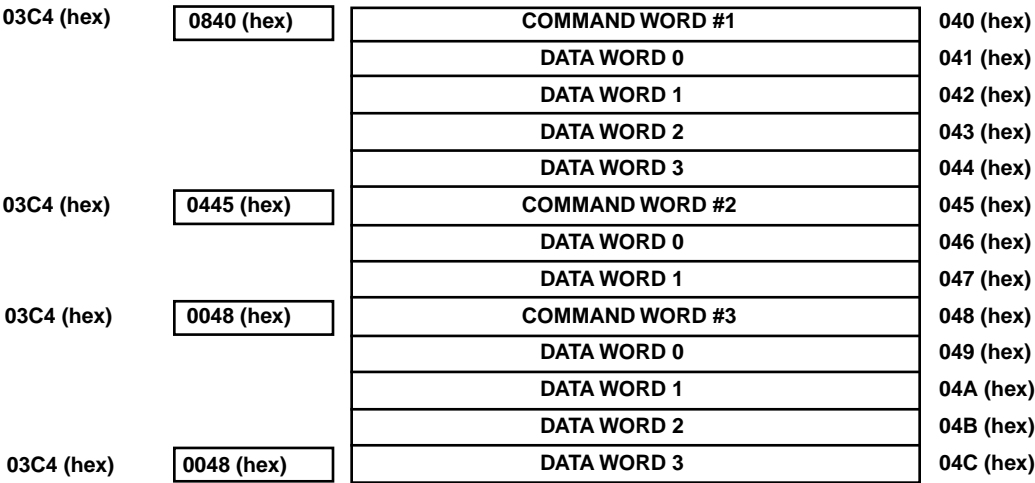 03C4 (hex) 0840 (hex) COMMAND WORD #1 040 (hex)
DATA WORD 0 041 (hex)
DATA WORD 1 042 (hex)
DATA WORD 2 043 (hex)
DATA WORD 3 044 (hex)
03C4 (hex) 0445 (hex) COMMAND WORD #2 045 (hex)
DATA WORD 0 046 (hex)
DATA WORD 1 047 (hex)
03C4 (hex) 0048 (hex) COMMAND WORD #3 048 (hex)
DATA WORD 0 049 (hex)
DATA WORD 1 04A (hex)
DATA WORD 2 04B (hex)
03C4 (hex) 0048 (hex) DATA WORD 3 04C (hex)